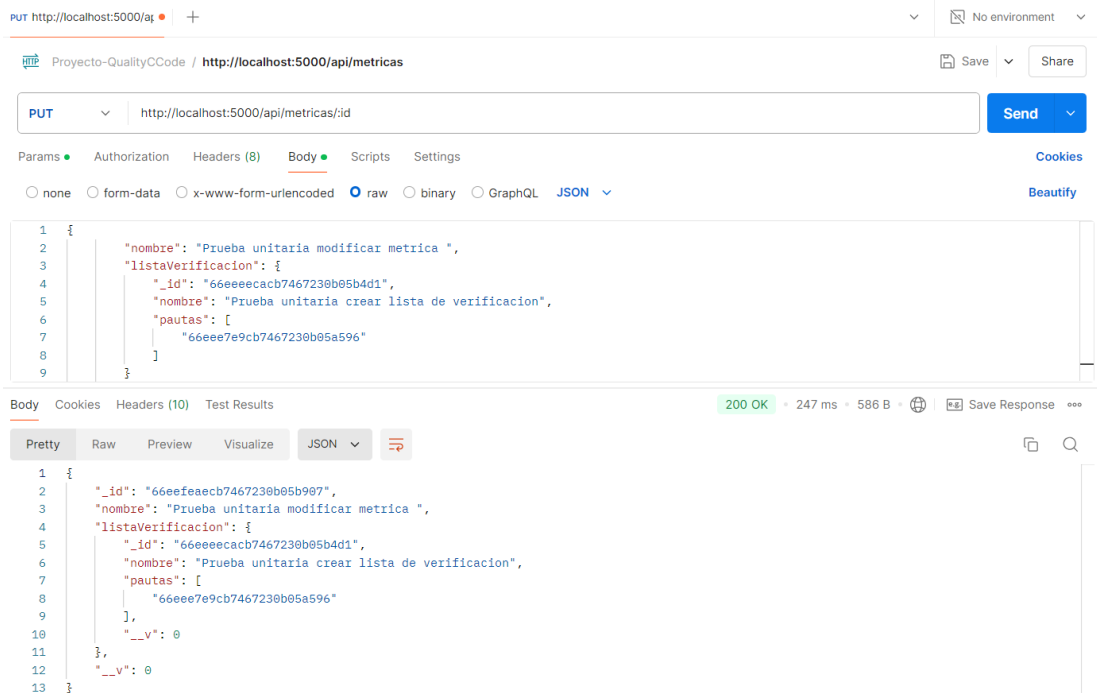 PUT http://localhost:5000/ap
No environment
Proyecto-QualityCCode / http://localhost:5000/api/metricas
Save
Share
PUT
http://localhost:5000/api/metricas/:id
Send
Params
Authorization
Headers (8)
Body
Scripts
Settings
Cookies
none
form-data
x-www-form-urlencoded
raw
binary
GraphQL
JSON
Beautify
1 {
2 "nombre": "Prueba unitaria modificar metrica ",
3 "listaVerificacion": {
4 "_id": "66eeeecacb7467230b05b4d1",
5 "nombre": "Prueba unitaria crear lista de verificacion",
6 "pautas": [
7 "66eee7e9cb7467230b05a596"
8 ]
9 }
Body
Cookies
Headers (10)
Test Results
200 OK
247 ms
586 B
e.g.
Save Response
Pretty
Raw
Preview
Visualize
JSON
1 {
2 "_id": "66eefeaecb7467230b05b907",
3 "nombre": "Prueba unitaria modificar metrica ",
4 "listaVerificacion": {
5 "_id": "66eeeecacb7467230b05b4d1",
6 "nombre": "Prueba unitaria crear lista de verificacion",
7 "pautas": [
8 "66eee7e9cb7467230b05a596"
9 ],
10 "__v": 0
11 },
12 "__v": 0
13 }